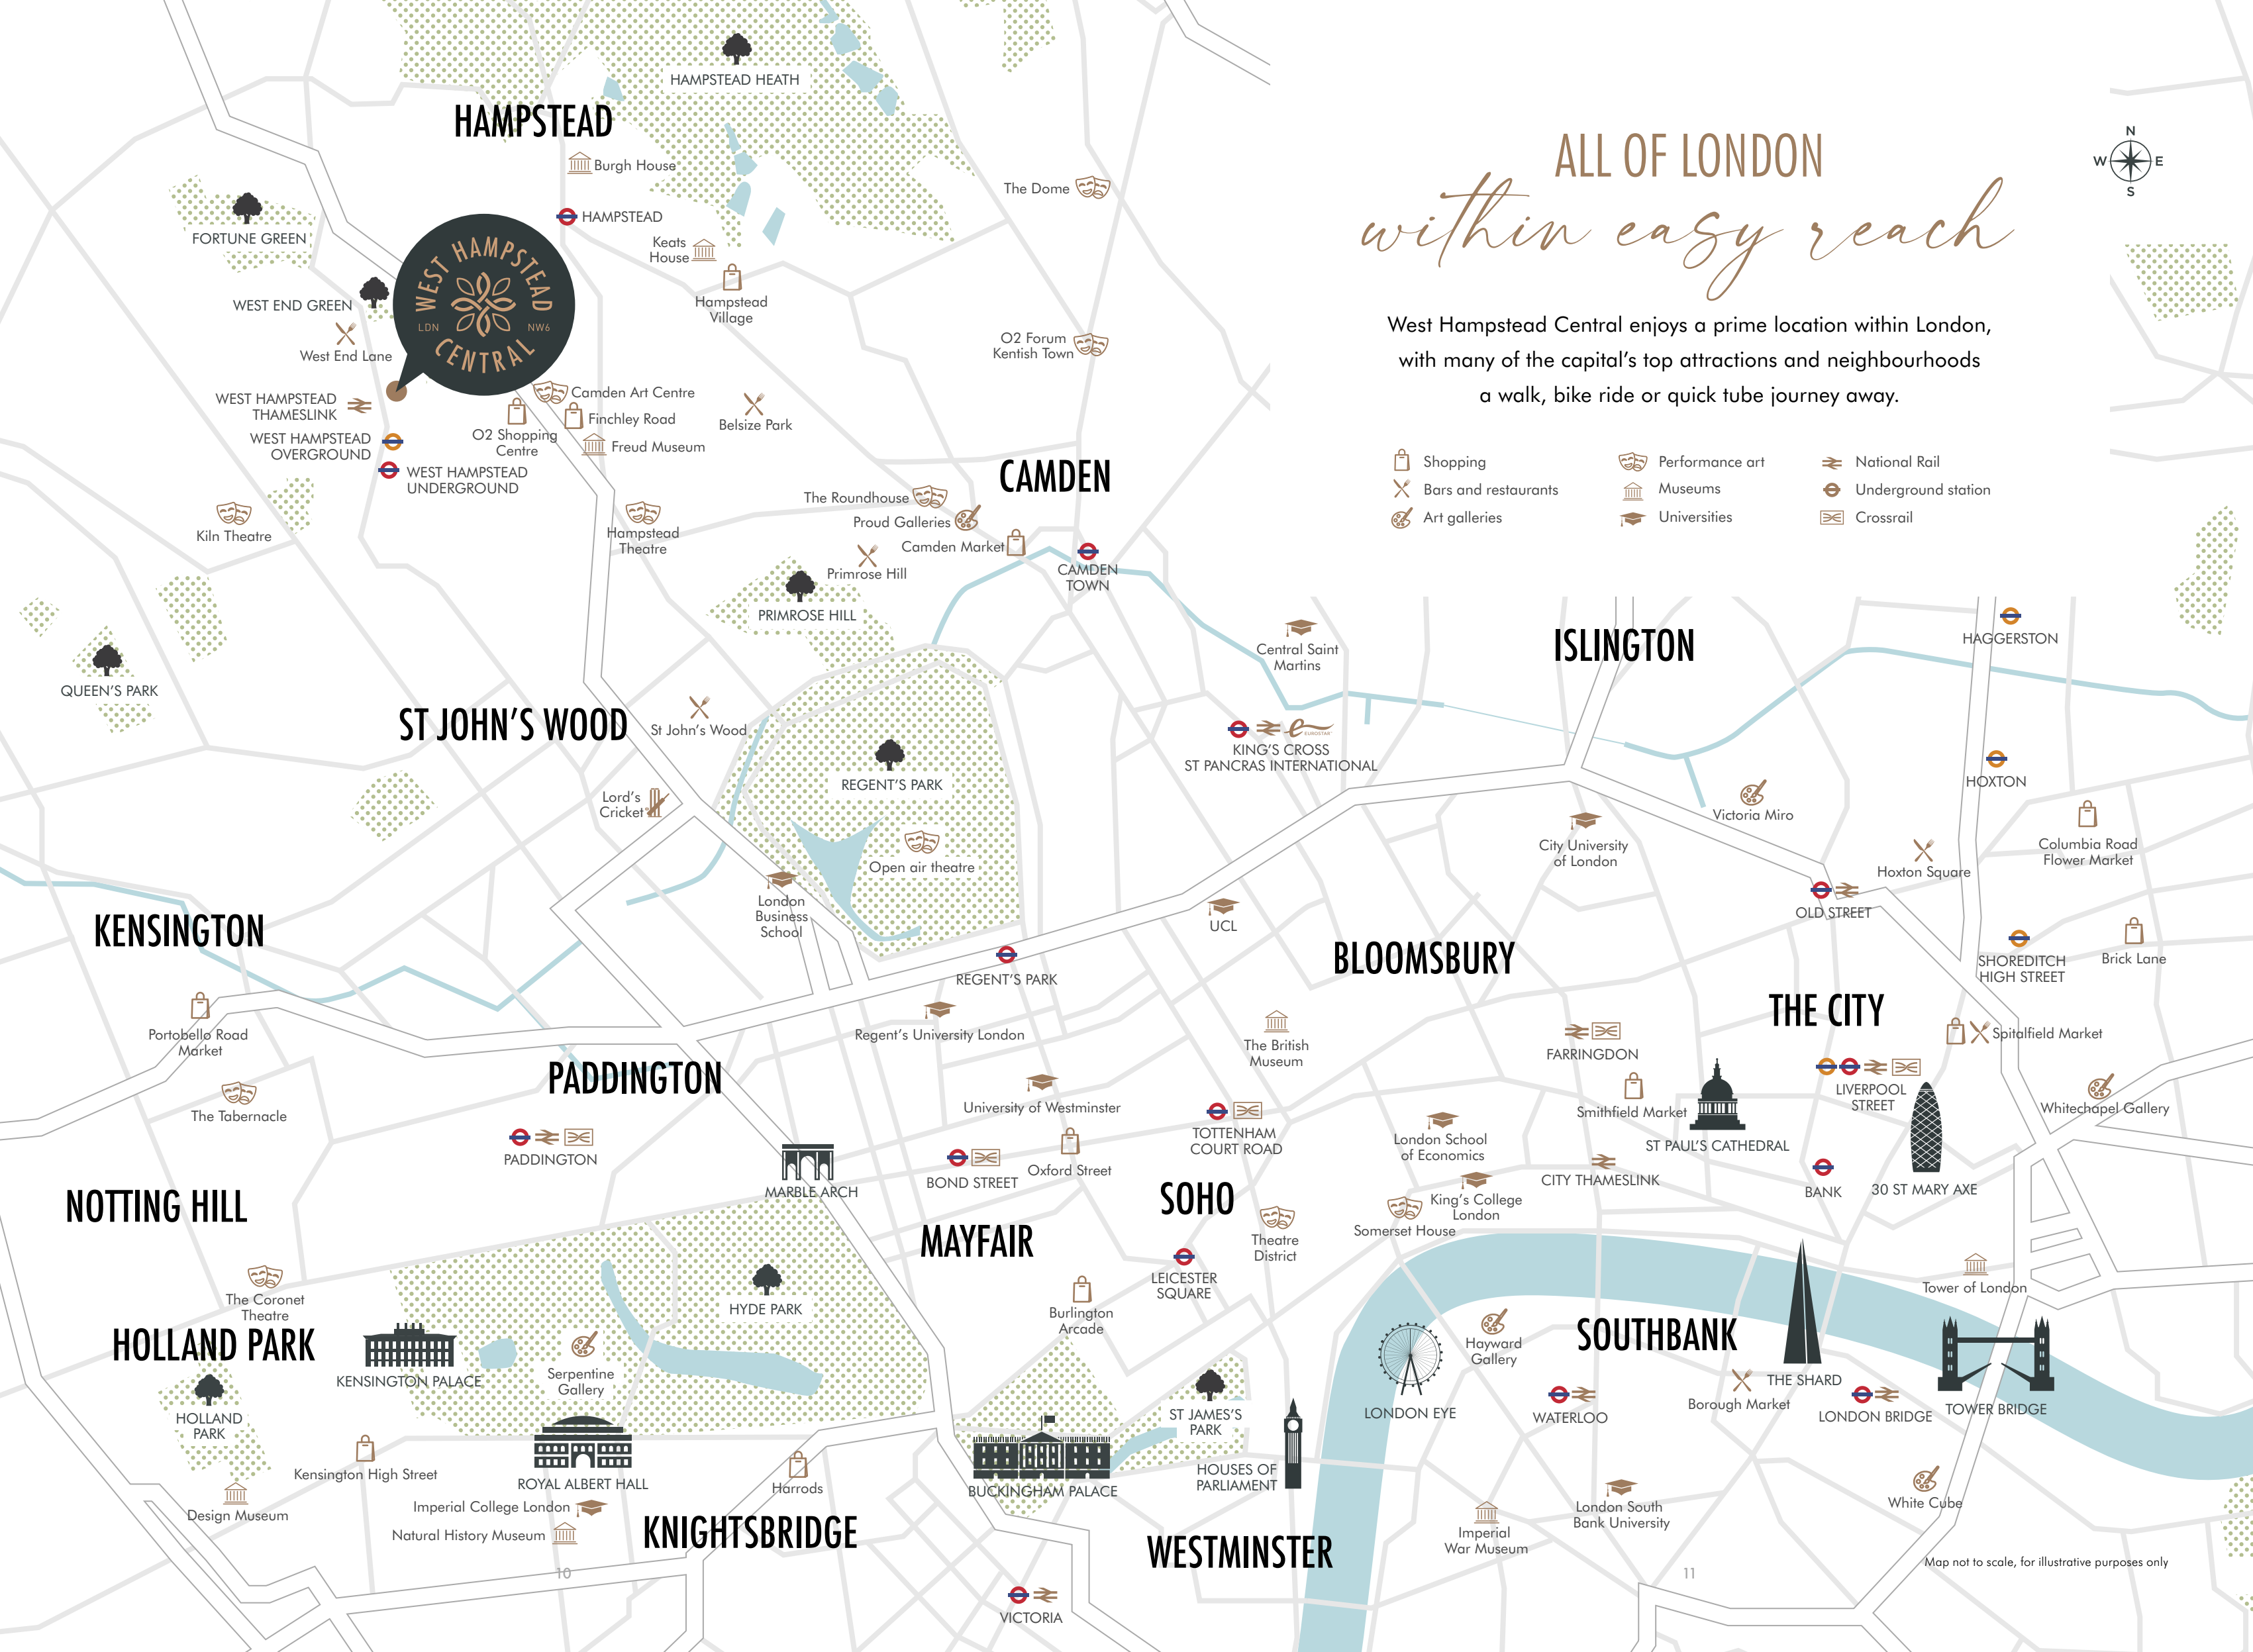 HAMPSTEAD HEATH
HAMPSTEAD
Burgh House
The Dome
ALL OF LONDON
within easy reach
N
W
E
S
FORTUNE GREEN
HAMPSTEAD
Keats
House
Hampstead
Village
WEST END GREEN
West End Lane
WEST HAMPSTEAD
LDN
NW6
CENTRAL
O2 Forum
Kentish Town
West Hampstead Central enjoys a prime location within London,
with many of the capital's top attractions and neighbourhoods
a walk, bike ride or quick tube journey away.
Shopping
Bars and restaurants
Art galleries
Performance art
Museums
Universities
National Rail
Underground station
Crossrail
WEST HAMPSTEAD
THAMESLINK
WEST HAMPSTEAD
OVERGROUND
WEST HAMPSTEAD
UNDERGROUND
Camden Art Centre
Finchley Road
O2 Shopping
Centre
Freud Museum
Belsize Park
CAMDEN
The Roundhouse
Proud Galleries
Camden Market
CAMDEN
TOWN
Kiln Theatre
Hampstead
Theatre
Primrose Hill
PRIMROSE HILL
Central Saint
Martins
ISLINGTON
HAGGERSTON
QUEEN'S PARK
ST JOHN'S WOOD
St John's Wood
KING'S CROSS
ST PANCRAS INTERNATIONAL
e
EUROSTAR
REGENT'S PARK
HOXTON
Lord's
Cricket
Victoria Miro
City University
of London
Columbia Road
Flower Market
Open air theatre
Hoxton Square
London
Business
School
OLD STREET
UCL
KENSINGTON
BLOOMSBURY
SHOREDITCH
HIGH STREET
Brick Lane
REGENT'S PARK
Portobello Road
Market
Regent's University London
The British
Museum
FARRINGDON
THE CITY
Spitalfield Market
PADDINGTON
The Tabernacle
University of Westminster
TOTTENHAM
COURT ROAD
Smithfield Market
LIVERPOOL
STREET
Whitechapel Gallery
PADDINGTON
London School
of Economics
ST PAUL'S CATHEDRAL
MARBLE ARCH
BOND STREET
Oxford Street
CITY THAMESLINK
BANK
30 ST MARY AXE
NOTTING HILL
SOHO
King's College
London
Somerset House
MAYFAIR
Theatre
District
LEICESTER
SQUARE
The Coronet
Theatre
HYDE PARK
Burlington
Arcade
Tower of London
HOLLAND PARK
KENSINGTON PALACE
Serpentine
Gallery
Hayward
Gallery
SOUTHBANK
THE SHARD
HOLLAND
PARK
ST JAMES'S
PARK
LONDON EYE
WATERLOO
Borough Market
LONDON BRIDGE
TOWER BRIDGE
Kensington High Street
ROYAL ALBERT HALL
Harrods
BUCKINGHAM PALACE
HOUSES OF
PARLIAMENT
Design Museum
Imperial College London
Natural History Museum
London South
Bank University
White Cube
KNIGHTSBRIDGE
WESTMINSTER
Imperial
War Museum
Map not to scale, for illustrative purposes only
10
11
VICTORIA